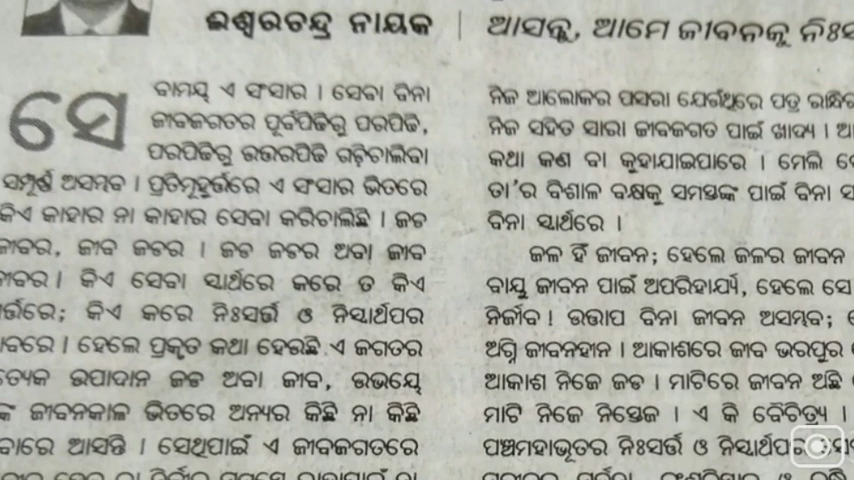 ଈଶ୍ୱରଚନ୍ଦ୍ର ନାୟକ
ସେ
ବାମୟ ଏ ସଂସାର । ସେବା ବିନା
ଜୀବଜଗତର ପୂର୍ବପିଢିରୁ ପରପିଢି,
ପରପିଢିରୁ ଉତ୍ତରପିଢି ଗଢ଼ିଚାଲିବା
ସମ୍ପୂର୍ଣ୍ଣ ଅସମ୍ଭବ । ପ୍ରତିମୂହୁର୍ତ୍ତରେ ଏ ସଂସାର ଭିତରେ
କିଏ କାହାର ନା କାହାର ସେବା କରିଚାଲିଛି । ଜଡ
ଜୀବର, ଜୀବ ଜଡର । ଜଡ ଜଡର ଅବା ଜୀବ
ଜୀବର। କିଏ ସେବା ସ୍ୱାର୍ଥରେ କରେ ତ କିଏ
କିଏ କରେ ନିଃସର୍ତ୍ତ ଓ ନିସ୍ୱାର୍ଥପର
। ହେଲେ ପ୍ରକୃତ କଥା ହେଉଛି ଏ ଜଗତର
ଉପାଦାନ ଜଡ ଅବା ଜୀବ, ଉଭୟେ
ଜୀବନକାଳ ଭିତରେ ଅନ୍ୟର କିଛି ନା କିଛି
ଆସନ୍ତି । ସେଥିପାଇଁ ଏ ଜୀବଜଗତରେ
ଆସନ୍ତୁ, ଆମେ ଜୀବନକୁ
ନିଜ ଆଲୋକର ପସରା ଯେଉଁଥିରେ ପତ୍ର
ନିଜ ସହିତ ସାରା ଜୀବଜଗତ ପାଇଁ ଖାଦ୍ୟ ।
କଥା କଣ ବା କୁହାଯାଇପାରେ । ମେଲି
ତା'ର ବିଶାଳ ବକ୍ଷକୁ ସମସ୍ତଙ୍କ ପାଇଁ ବିନା
ବିନା ସ୍ୱାର୍ଥରେ ।
ଜଳ ହିଁ ଜୀବନ; ହେଲେ ଜଳର ଜୀବନ
ବାୟୁ ଜୀବନ ପାଇଁ ଅପରିହାର୍ଯ୍ୟ, ହେଲେ ସେ
ନିର୍ଜୀବ! ଉତ୍ତାପ ବିନା ଜୀବନ ଅସମ୍ଭବ;
ଅଗ୍ନି ଜୀବନହୀନ । ଆକାଶରେ ଜୀବ ଭରପୂର
ଆକାଶ ନିଜେ ଜଡ । ମାଟିରେ ଜୀବନ ଅଛି
ମାଟି ନିଜେ ନିସ୍ତେଜ । ଏ କି ବୈଚିତ୍ର୍ୟ ।
ପଞ୍ଚମହାଭୂତର ନିଃସର୍ତ୍ତ ଓ ନିସ୍ୱାର୍ଥପର